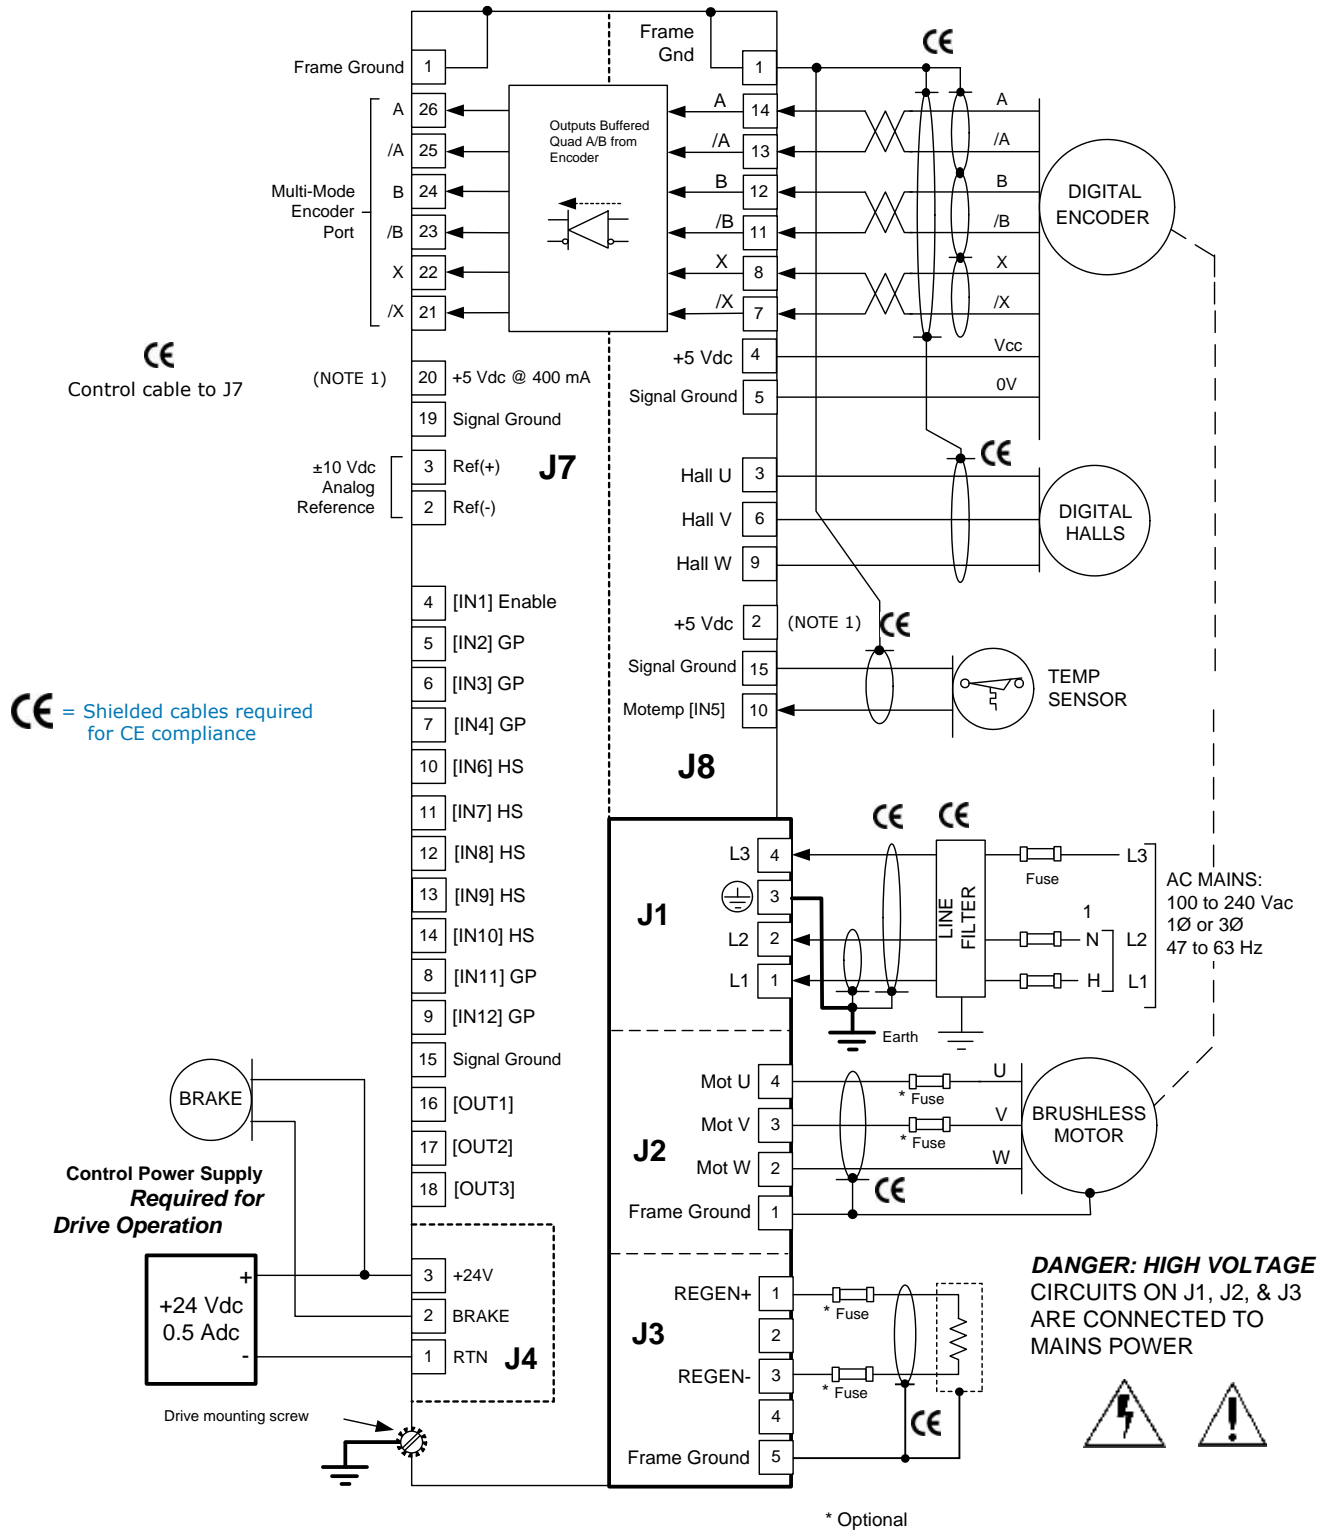 Frame Ground 1
A 26
/A 25
B 24
/B 23
X 22
/X 21
Multi-Mode
Encoder
Port
Outputs Buffered
Quad A/B from
Encoder
Frame
Gnd
1
A 14
/A 13
B 12
/B 11
X 8
/X 7
+5 Vdc 4
Signal Ground 5
CE
A
/A
B
/B
X
/X
Vcc
0V
DIGITAL
ENCODER
CE
Control cable to J7
(NOTE 1) 20 +5 Vdc @ 400 mA
19 Signal Ground
±10 Vdc
Analog
Reference
3 Ref(+)
2 Ref(-)
J7
Hall U 3
Hall V 6
Hall W 9
CE
DIGITAL
HALLS
+5 Vdc 2 (NOTE 1) CE
Signal Ground 15
Motemp [IN5] 10
TEMP
SENSOR
J8
4 [IN1] Enable
5 [IN2] GP
6 [IN3] GP
7 [IN4] GP
10 [IN6] HS
11 [IN7] HS
12 [IN8] HS
13 [IN9] HS
14 [IN10] HS
8 [IN11] GP
9 [IN12] GP
15 Signal Ground
16 [OUT1]
17 [OUT2]
18 [OUT3]
CE = Shielded cables required
for CE compliance
J1
L3 4
3
L2 2
L1 1
CE CE
LINE
FILTER
Fuse
L3
1
N L2
H L1
AC MAINS:
100 to 240 Vac
1Ø or 3Ø
47 to 63 Hz
Earth
BRAKE
Control Power Supply
Required for
Drive Operation
+
+24 Vdc
0.5 Adc
-
3 +24V
2 BRAKE
1 RTN
J4
Drive mounting screw
J2
Mot U 4
Mot V 3
Mot W 2
Frame Ground 1
* Fuse
* Fuse
U
V
W
CE
BRUSHLESS
MOTOR
J3
REGEN+ 1
2
REGEN- 3
4
Frame Ground 5
* Fuse
* Fuse
CE
DANGER: HIGH VOLTAGE
CIRCUITS ON J1, J2, & J3
ARE CONNECTED TO
MAINS POWER
* Optional